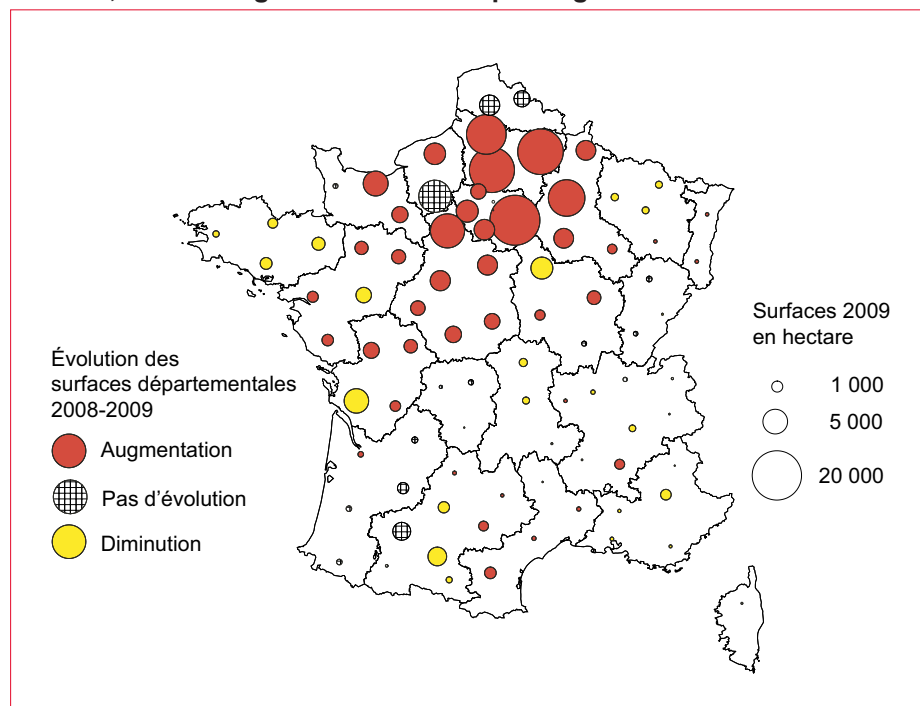 Évolution des
surfaces départementales
2008-2009
Augmentation
Pas d’évolution
Diminution
Surfaces 2009
en hectare
1 000
5 000
20 000